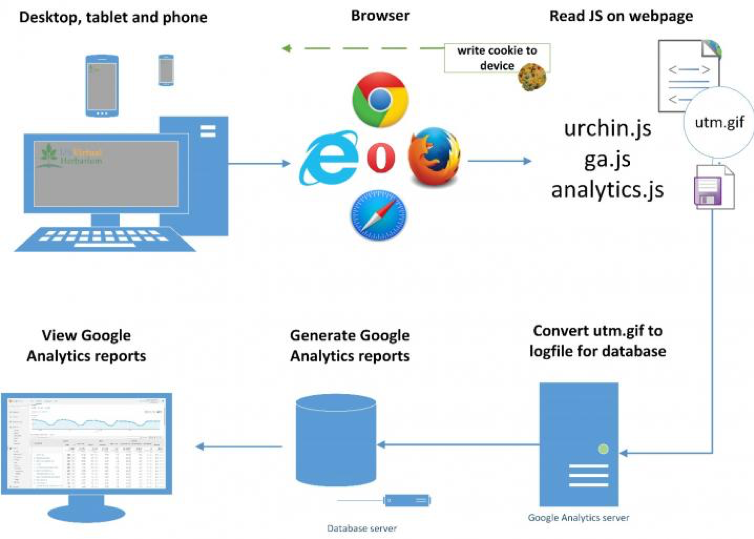 Desktop, tablet and phone
Browser
Read JS on webpage
write cookie to
device
utm.gif
urchin.js
ga.js
analytics.js
Herbarium
View Google
Analytics reports
Generate Google
Analytics reports
Convert utm.gif to
logfile for database
Database server
Google Analytics server